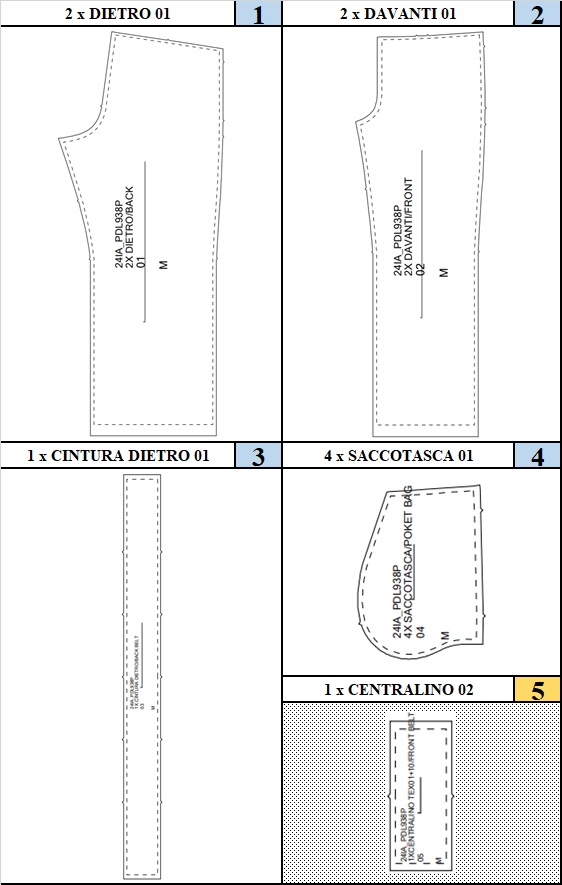 2 x DIETRO 01
1
2 x DAVANTI 01
2
24IA_PDL938P
2X DIETRO/BACK
01
M
24IA_PDL938P
2X DAVANTI/FRONT
02
M
1 x CINTURA DIETRO 01
3
4 x SACCOTASCA 01
4
24IA_PDL938P
1X CINTURA DIETRO/BACK BELT
03
M
24IA_PDL938P
4X SACCOTASCA/POKET BAG
04
M
1 x CENTRALINO 02
5
24IA_PDL938P
1XCENTRALINO TEX01+10/FRONT BELT
05
M